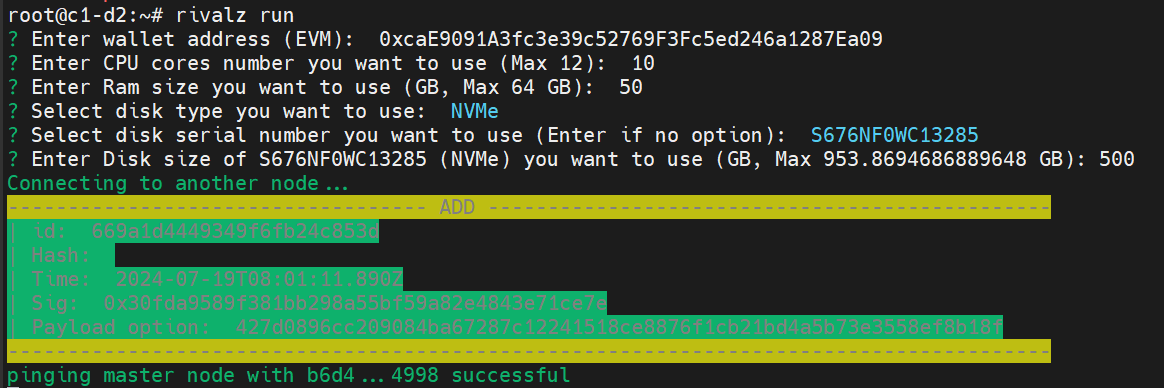 root@c1-d2:~# rivalz run
? Enter wallet address (EVM):  0xcaE9091A3fc3e39c52769F3Fc5ed246a1287Ea09
? Enter CPU cores number you want to use (Max 12):  10
? Enter Ram size you want to use (GB, Max 64 GB):  50
? Select disk type you want to use:  NVMe
? Select disk serial number you want to use (Enter if no option):  S676NF0WC13285
? Enter Disk size of S676NF0WC13285 (NVMe) you want to use (GB, Max 953.8694686889648 GB): 500
Connecting to another node...
----------------------------------- ADD -----------------------------------------------
| id:  669a1d4449349f6fb24c853d
| Hash:
| Time:  2024-07-19T08:01:11.890Z
| Sig:  0x30fda9589f381bb298a55bf59a82e4843e71ce7e
| Payload option:  427d0896cc209084ba67287c12241518ce8876f1cb21bd4a5b73e3558ef8b18f
---------------------------------------------------------------------------------------
pinging master node with b6d4...4998 successful